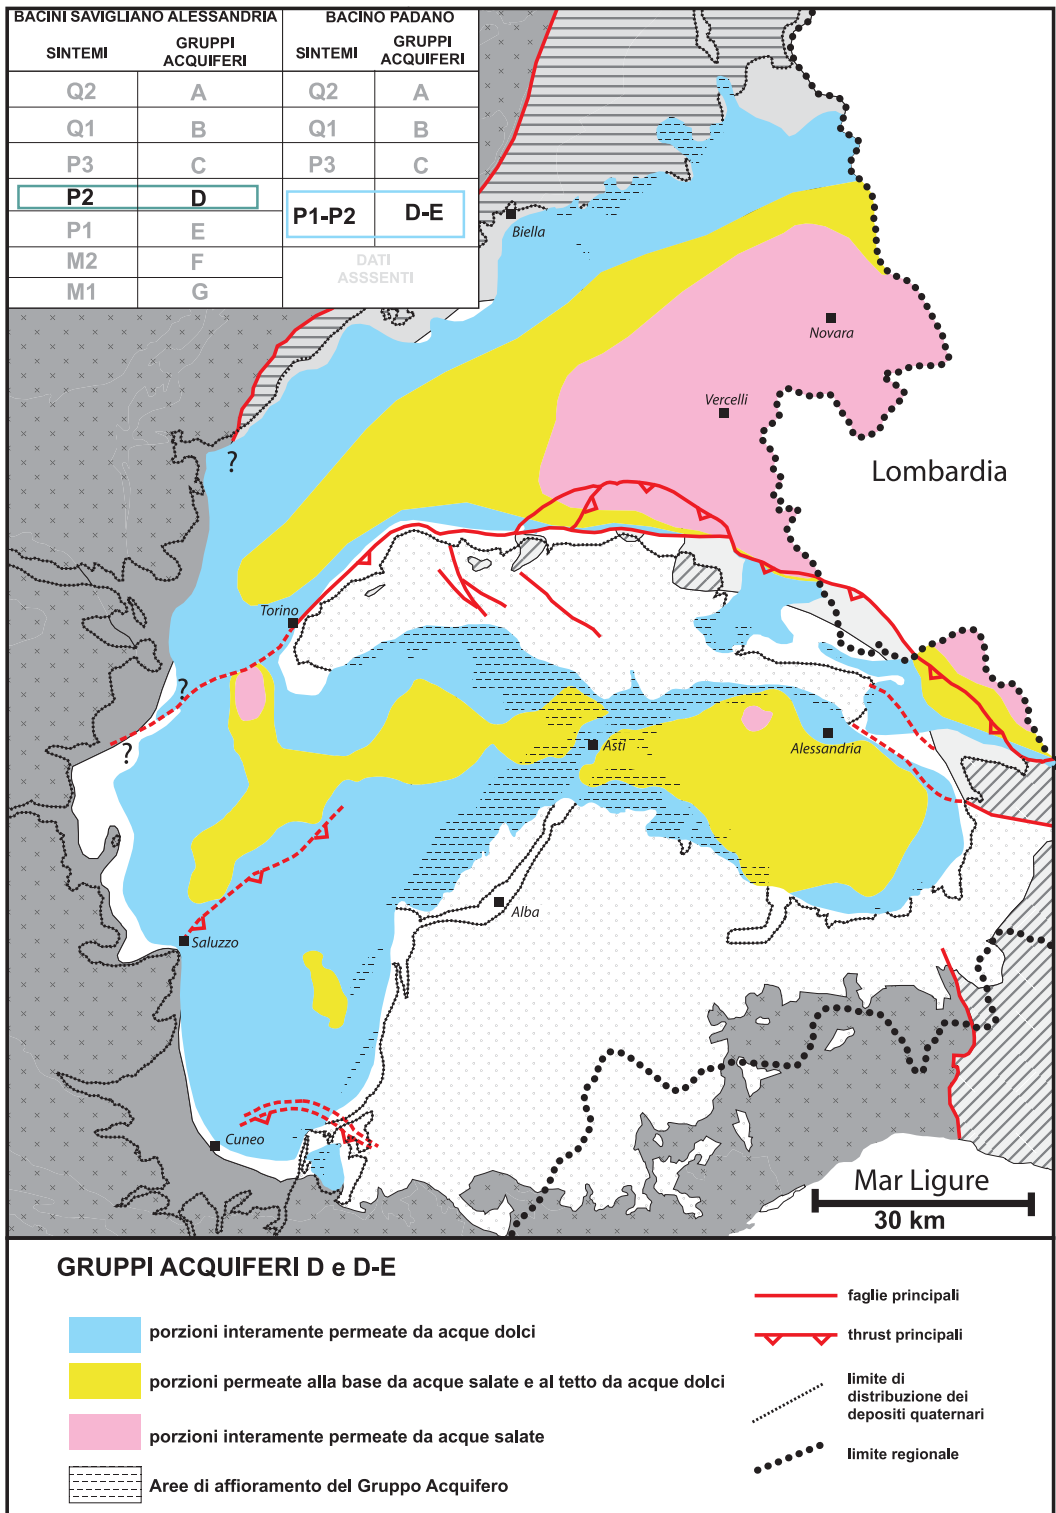 BACINI SAVIGLIANO ALESSANDRIA
BACINO PADANO
SINTEMI
GRUPPI
ACQUIFERI
SINTEMI
GRUPPI
ACQUIFERI
Q2 A Q2 A
Q1 B Q1 B
P3 C P3 C
P2 D
P1-P2 D-E
P1 E
M2 F
DATI
ASSSENTI
M1 G
Biella
Novara
Vercelli
?
Lombardia
Torino
?
?
Asti
Alessandria
Alba
Saluzzo
Cuneo
Mar Ligure
30 km
GRUPPI ACQUIFERI D e D-E
porzioni interamente permeate da acque dolci
porzioni permeate alla base da acque salate e al tetto da acque dolci
porzioni interamente permeate da acque salate
Aree di affioramento del Gruppo Acquifero
faglie principali
thrust principali
limite di
distribuzione dei
depositi quaternari
limite regionale